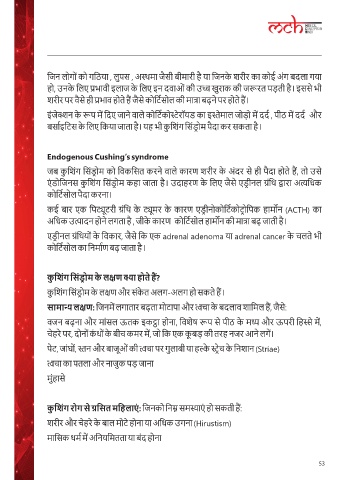 mch
जिन लोगों को गठिया , लुपस , अस्थमा जैसी बीमारी है या जिनके शरीर का कोई अंग बदला गया
हो, उनके लिए प्रभावी इलाज के लिए इन दवाओं की उच्च खुराक की जरूरत पड़ती है। इससे भी
शरीर पर वैसे ही प्रभाव होते हैं जैसे कोर्टिसोल की मात्रा बढ़ने पर होते हैं।
इंजेक्शन के रूप में दिए जाने वाले कोर्टिकोस्टेरॉयड का इस्तेमाल जोड़ो में दर्द , पीठ में दर्द और
बर्साइटिस के लिए किया जाता है। यह भी कुशिंग सिंड्रोम पैदा कर सकता है।
Endogenous Cushing's syndrome
जब कुशिंग सिंड्रोम को विकसित करने वाले कारण शरीर के अंदर से ही पैदा होते हैं, तो उसे
एंडोजिनस कुशिंग सिंड्रोम कहा जाता है। उदाहरण के लिए जैसे एड्रीनल ग्रंथि द्वारा अत्यधिक
कोर्टिसोल पैदा करना।
कई बार एक पिट्यूटरी ग्रंथि के ट्यूमर के कारण एड्रीनोकोर्टिकोट्रोपिक हार्मोन (ACTH) का
अधिक उत्पादन होने लगता है , जीके कारण कोर्टिसोल हार्मोन की मात्रा बढ़ जाती है।
एड्रीनल ग्रंथियों के विकार, जैसे कि एक adrenal adenoma या adrenal cancer के चलते भी
कोर्टिसोल का निर्माण बढ़ जाता है।
कुशिंग सिंड्रोम के लक्षण क्या होते हैं?
कुशिंग सिंड्रोम के लक्षण और संकेत अलग-अलग हो सकते हैं।
सामान्य लक्षण: जिनमें लगातार बढ़ता मोटापा और त्वचा के बदलाव शामिल हैं, जैसे:
वजन बढ़ना और मांसल ऊतक इकट्ठा होना, विशेष रूप से पीठ के मध्य और ऊपरी हिस्से में,
चेहरे पर, दोनों कंधों के बीच कमर में, जो कि एक कूबड़ की तरह नजर आने लगें।
पेट, जांघों, स्तन और बाजूओं की त्वचा पर गुलाबी या हल्के स्ट्रेच के निशान (Striae)
त्वचा का पतला और नाजुक पड़ जाना
मुंहासे
कुशिंग रोग से ग्रसित महिलाएं: जिनको निम्न समस्याएं हो सकती हैं:
शरीर और चेहरे के बाल मोटे होना या अधिक उगना (Hirustism)
मासिक धर्म में अनियमितता या बंद होना
53